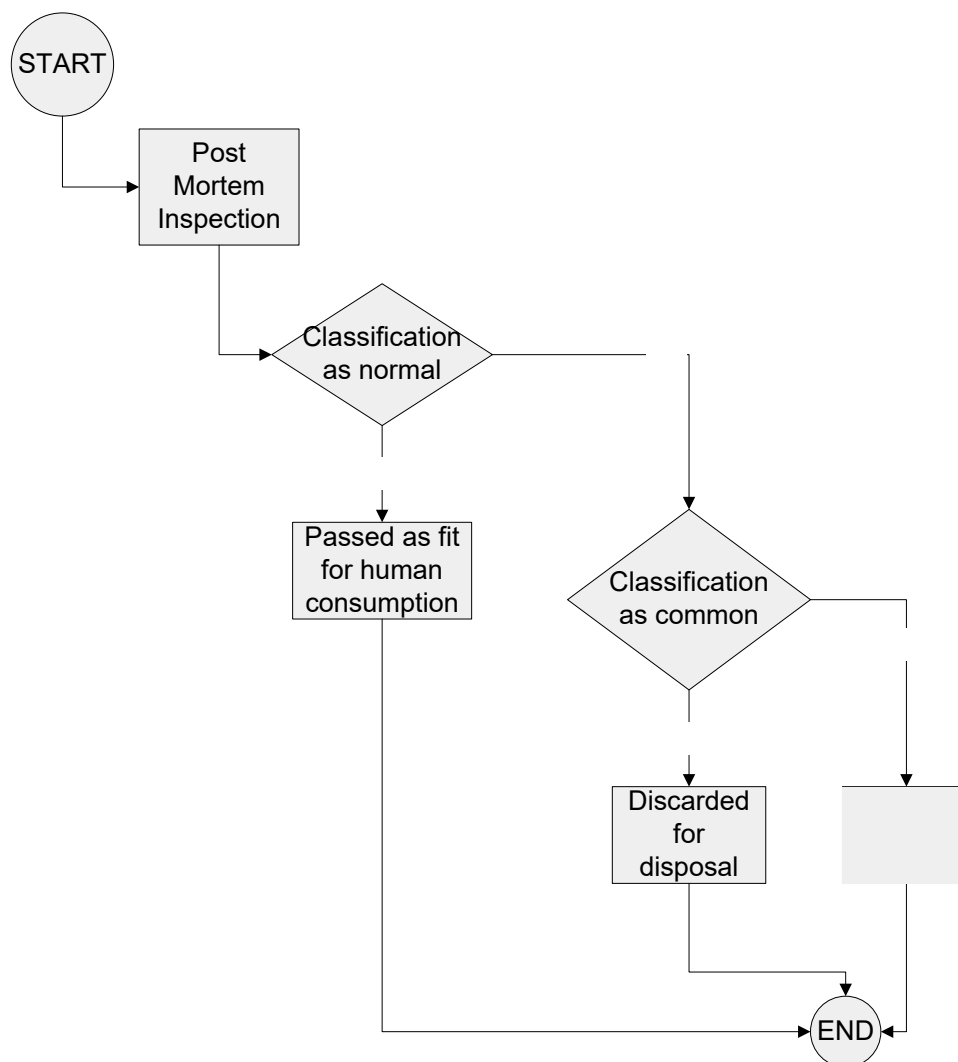 START
Post
Mortem
Inspection
Classification
as normal
Passed as fit
for human
consumption
Classification
as common
Discarded
for
disposal
END